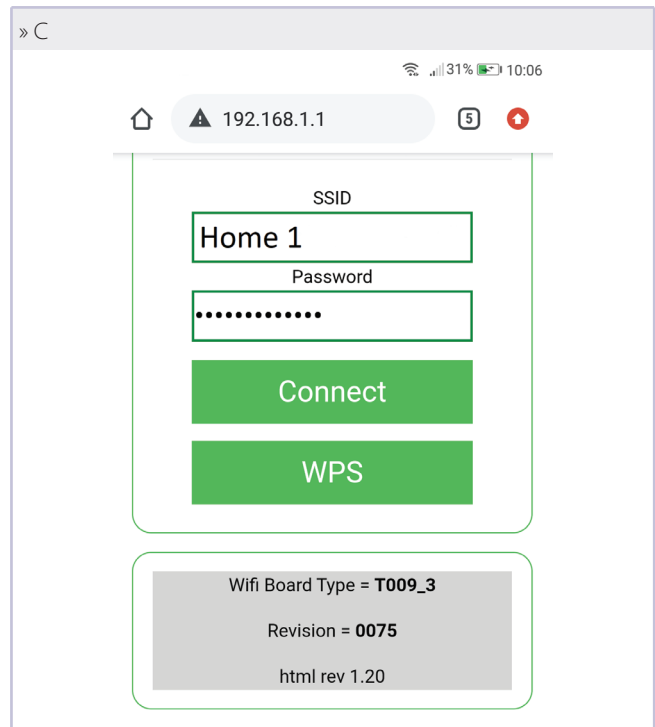 » C
31% 10:06
192.168.1.1 5
SSID
Home 1
Password
•••••••••••••
Connect
WPS
Wifi Board Type = T009_3
Revision = 0075
html rev 1.20